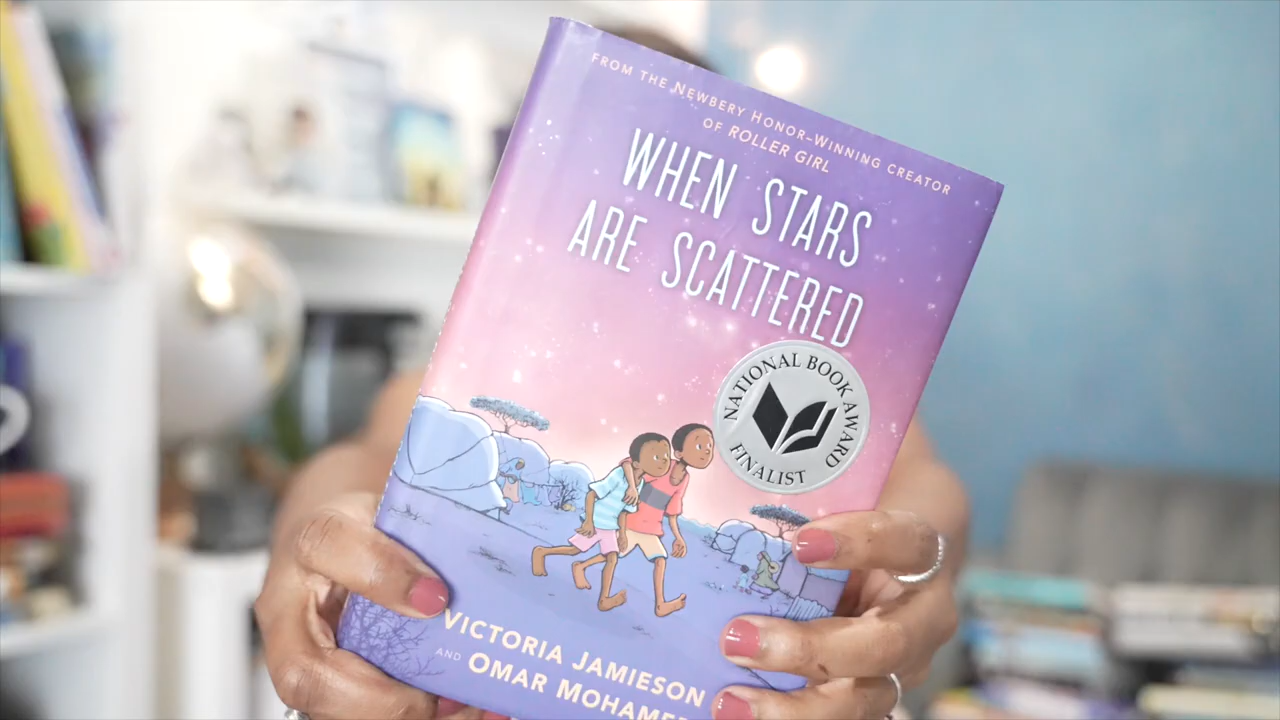 FROM THE NEWBERY HONOR-WINNING CREATOR
OF ROLLER GIRL
WHEN STARS
ARE SCATTERED
NATIONAL BOOK AWARD
FINALIST
VICTORIA JAMIESON
AND OMAR MOHAMED